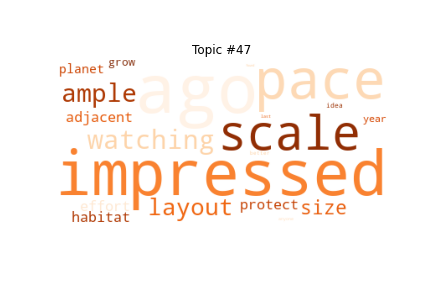 Topic #47
planet grow
ample ago pace
idea
adjacent year
watching scale
impressed
effort layout protect size
habitat